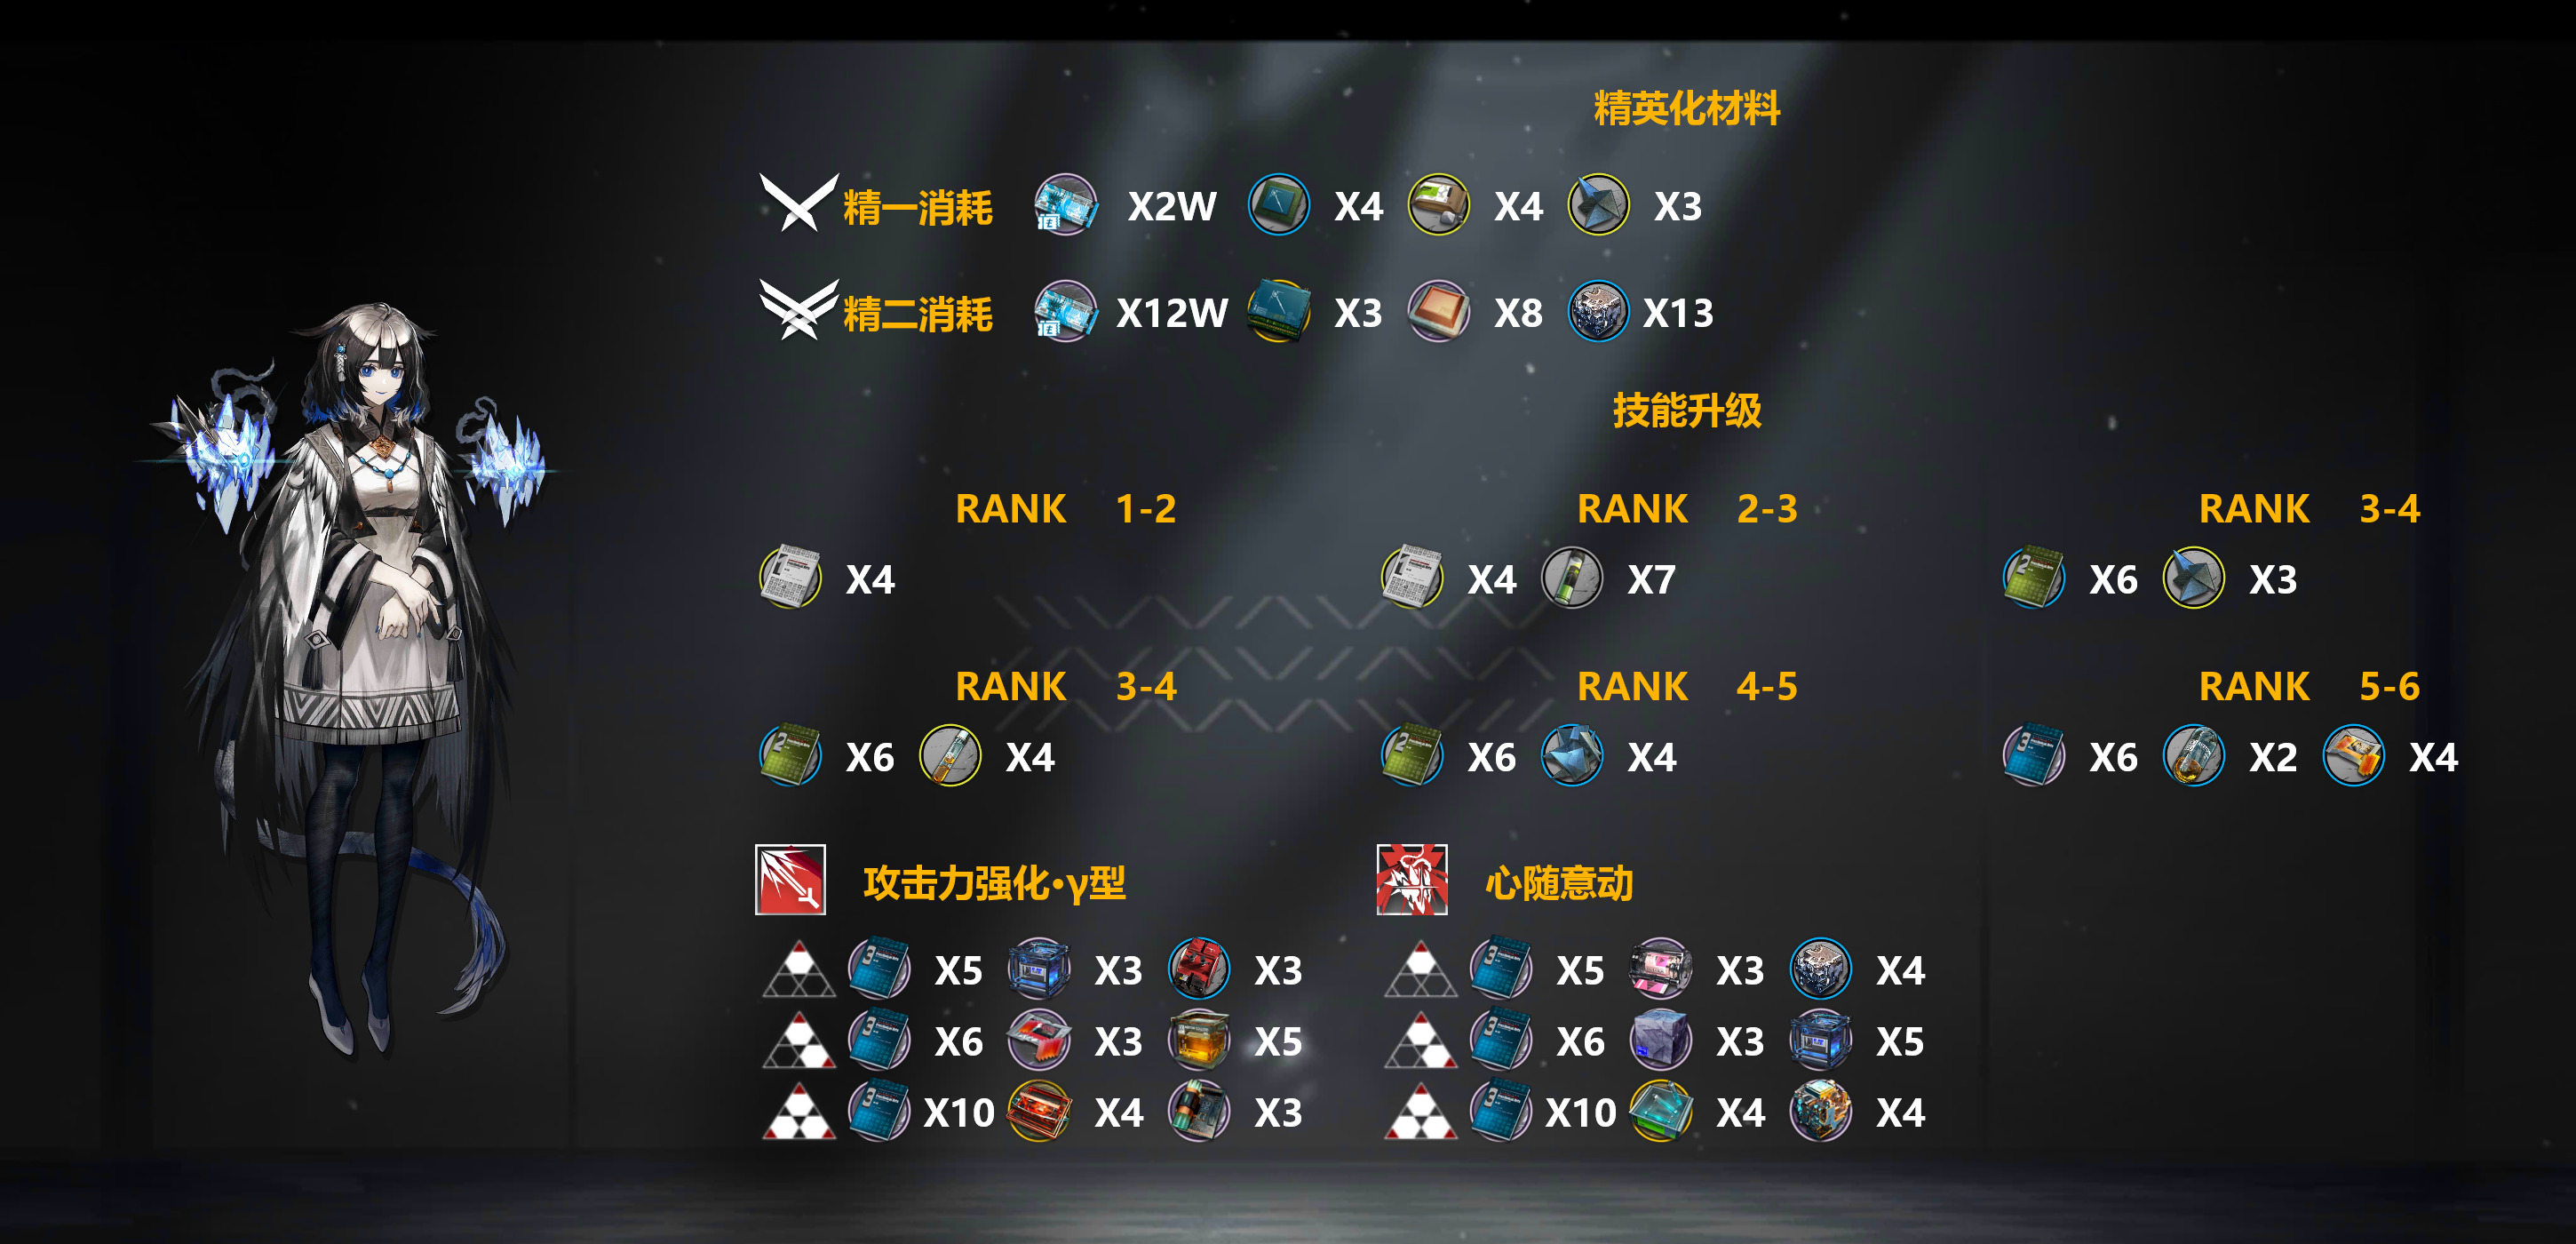 精英化材料
精一消耗 X2W X4 X4 X3
精二消耗 X12W X3 X8 X13
技能升级
RANK 1-2 RANK 2-3 RANK 3-4
X4 X4 X7 X6 X3
RANK 3-4 RANK 4-5 RANK 5-6
X6 X4 X6 X4 X6 X2 X4
攻击力强化·γ型 心随意动
X5 X3 X3 X5 X3 X4
X6 X3 X5 X6 X3 X5
X10 X4 X3 X10 X4 X4